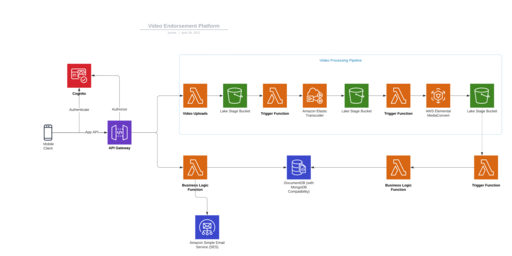 Video Endorsement Platform
Video Processing Pipeline
Cognito
Authenticate
Authorize
Video Uploads
Lake Stage Bucket
Trigger Function
Amazon Elastic
Transcoder
Lake Stage Bucket
Trigger Function
AWS Elemental
MediaConvert
Lake Stage Bucket
Mobile
Client
App API
API Gateway
Business Logic
Function
DocumentDB (with
MongoDB
Compatibility)
Business Logic
Function
Trigger Function
Amazon Simple Email
Service (SES)